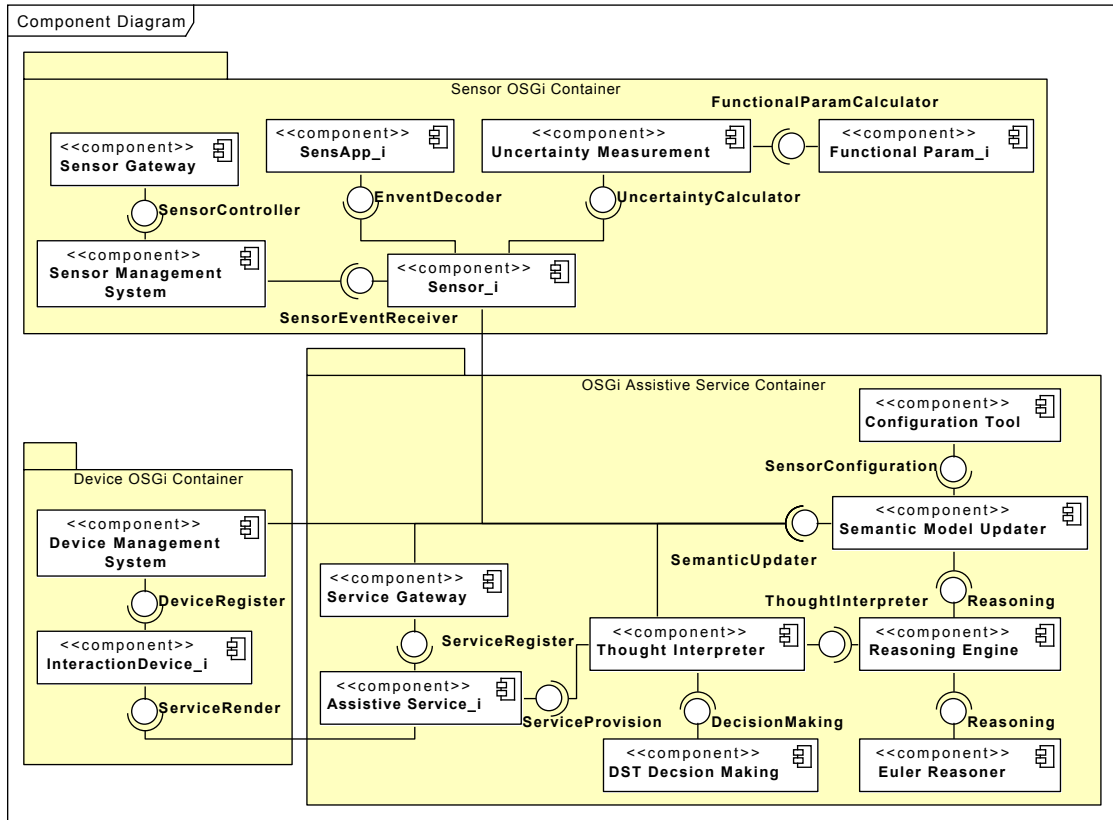 Component Diagram
Sensor OSGi Container
FunctionalParamCalculator
<<component>>
Sensor Gateway
<<component>>
SensApp_i
<<component>>
Uncertainty Measurement
<<component>>
Functional Param_i
SensorController
EnventDecoder
UncertaintyCalculator
<<component>>
Sensor Management
System
<<component>>
Sensor_i
SensorEventReceiver
OSGi Assistive Service Container
<<component>>
Configuration Tool
SensorConfiguration
Device OSGi Container
<<component>>
Device Management
System
<<component>>
Semantic Model Updater
SemanticUpdater
<<component>>
Service Gateway
DeviceRegister
ThoughtInterpreter
Reasoning
<<component>>
InteractionDevice_i
ServiceRegister
<<component>>
Thought Interpreter
<<component>>
Reasoning Engine
<<component>>
Assistive Service_i
ServiceRender
ServiceProvision
DecisionMaking
Reasoning
<<component>>
DST Decsion Making
<<component>>
Euler Reasoner